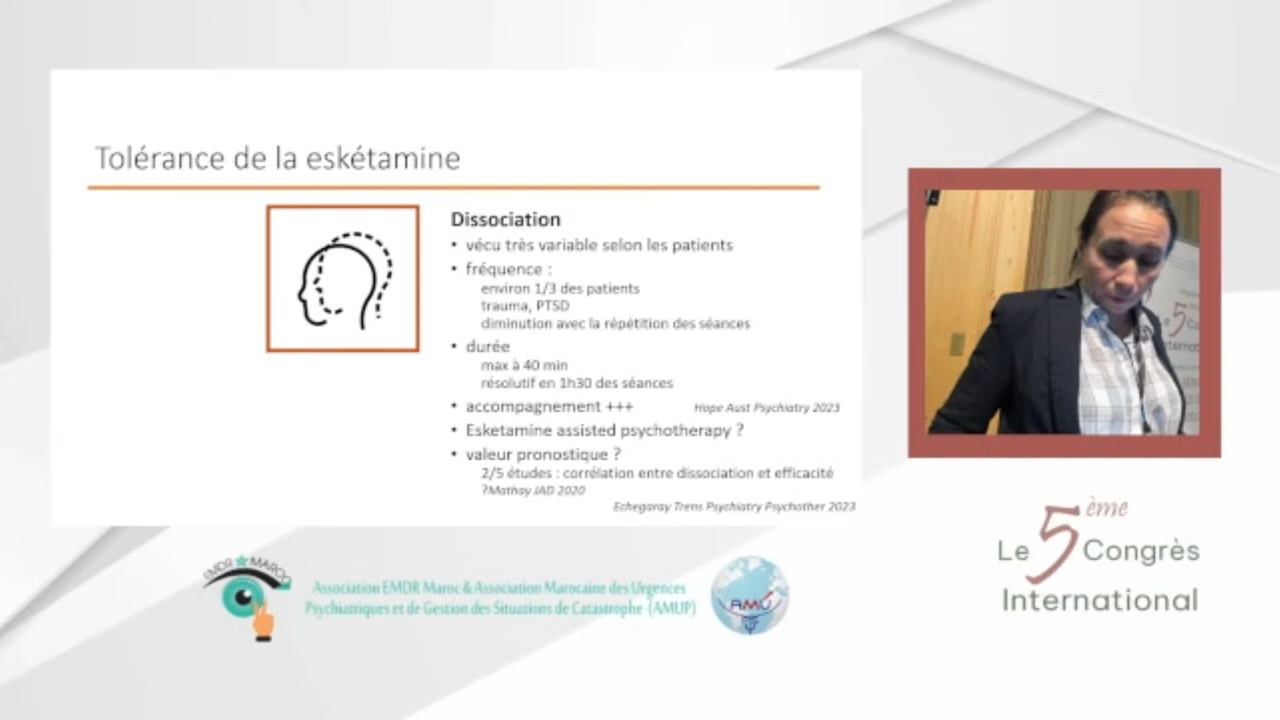 Tolérance de la eskétamine
Dissociation
• vécu très variable selon les patients
• fréquence :
environ 1/3 des patients
trauma, PTSD
diminution avec la répétition des séances
• durée
max à 40 min
résolutif en 1h30 des séances
• accompagnement +++
Hope Aust Psychiatry 2023
• Esketamine assisted psychotherapy ?
• valeur pronostique ?
2/5 études : corrélation entre dissociation et efficacité
?Mathay JAD 2020
Echegaray Trens Psychiatry Psychother 2023
EMDR MAROC
Association EMDR Maroc & Association Marocaine des Urgences
Psychiatriques et de Gestion des Situations de Catastrophe (AMUP)
AMU
Le 5ème Congrès
International